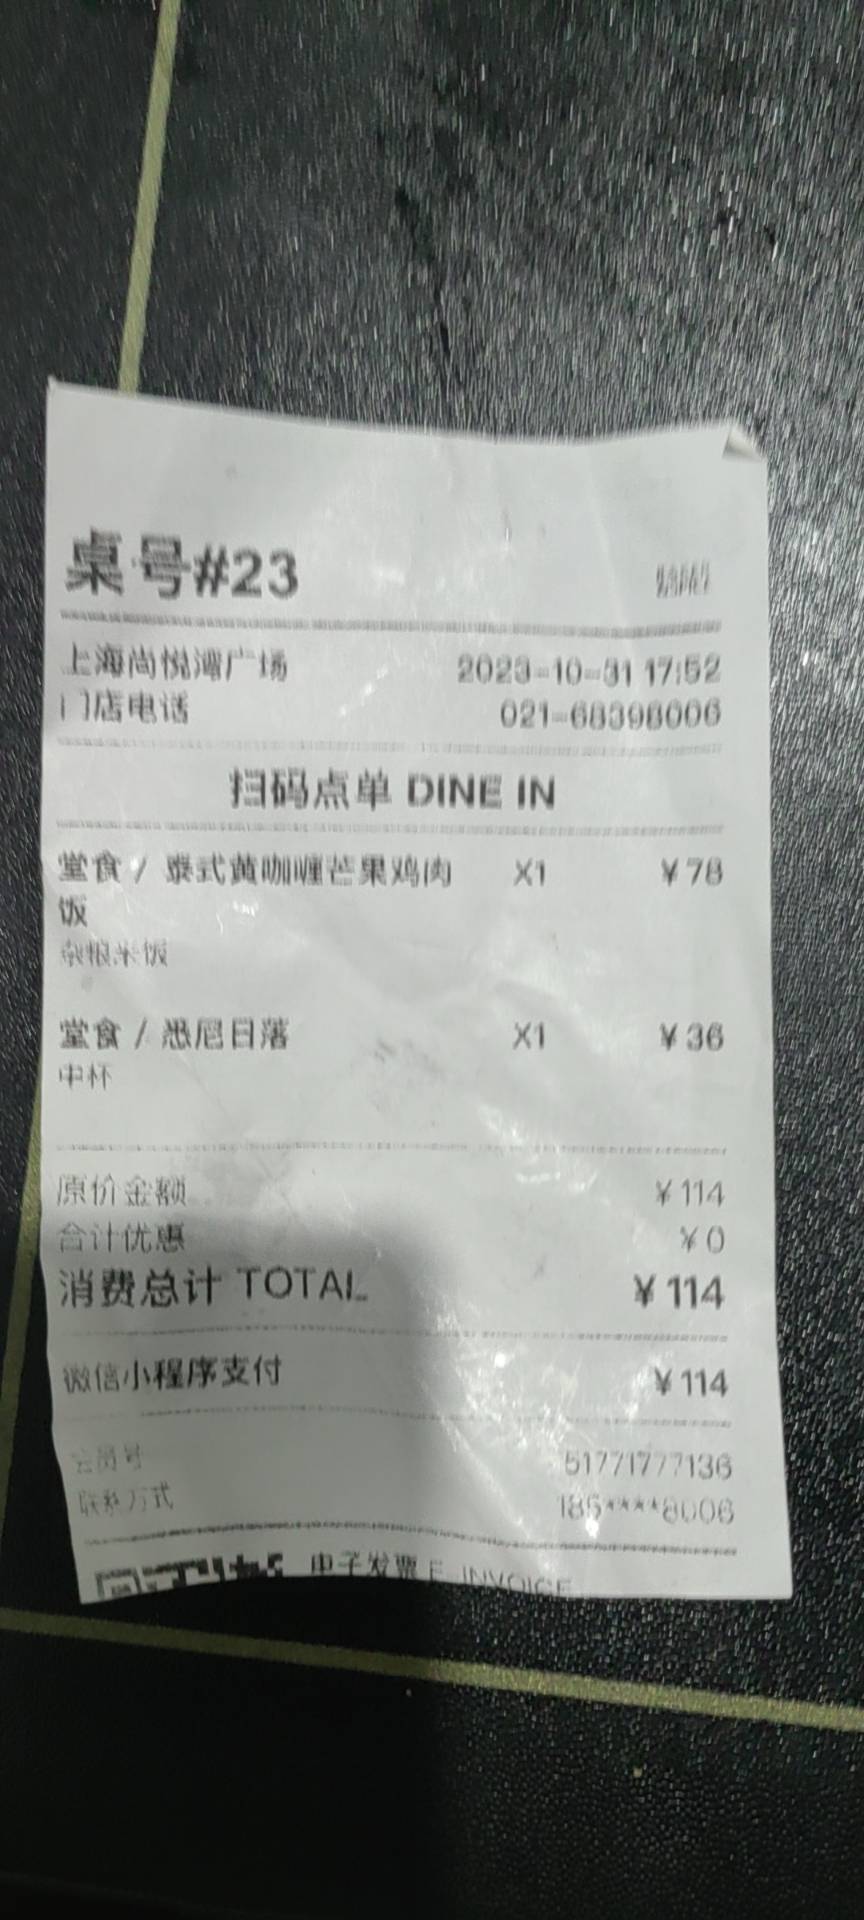 桌号#23
上海尚悦湾广场 2023-10-31 17:52
门店电话 021-68398006
扫码点单 DINE IN
堂食 / 泰式黄咖喱芒果鸡肉 X1 ¥78
饭
杂粮米饭
堂食 / 悉尼日落 X1 ¥36
中杯
原价金额 ¥114
合计优惠 ¥0
消费总计 TOTAL ¥114
微信小程序支付 ¥114
会员号 51771777136
联系方式 185****8006
电子发票 E-INVOICE